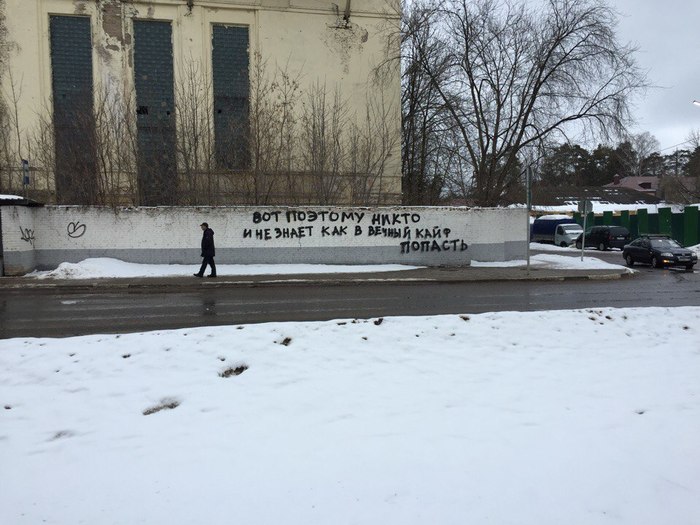 ВОТ ПОЭТОМУ НИКТО
И НЕ ЗНАЕТ КАК В ВЕЧНЫЙ КАЙФ
ПОПАСТЬ